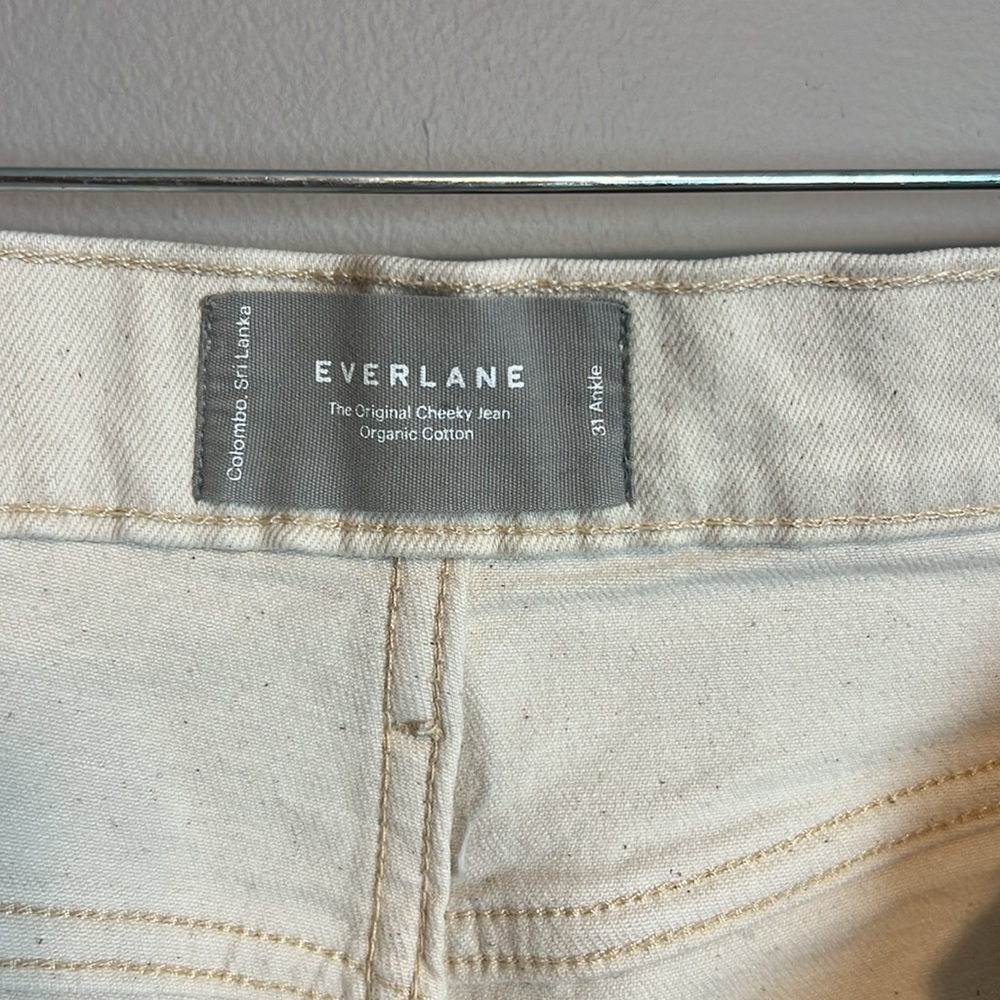 Colombo, Sri Lanka
EVERLANE
The Original Cheeky Jean
Organic Cotton
31 Ankle